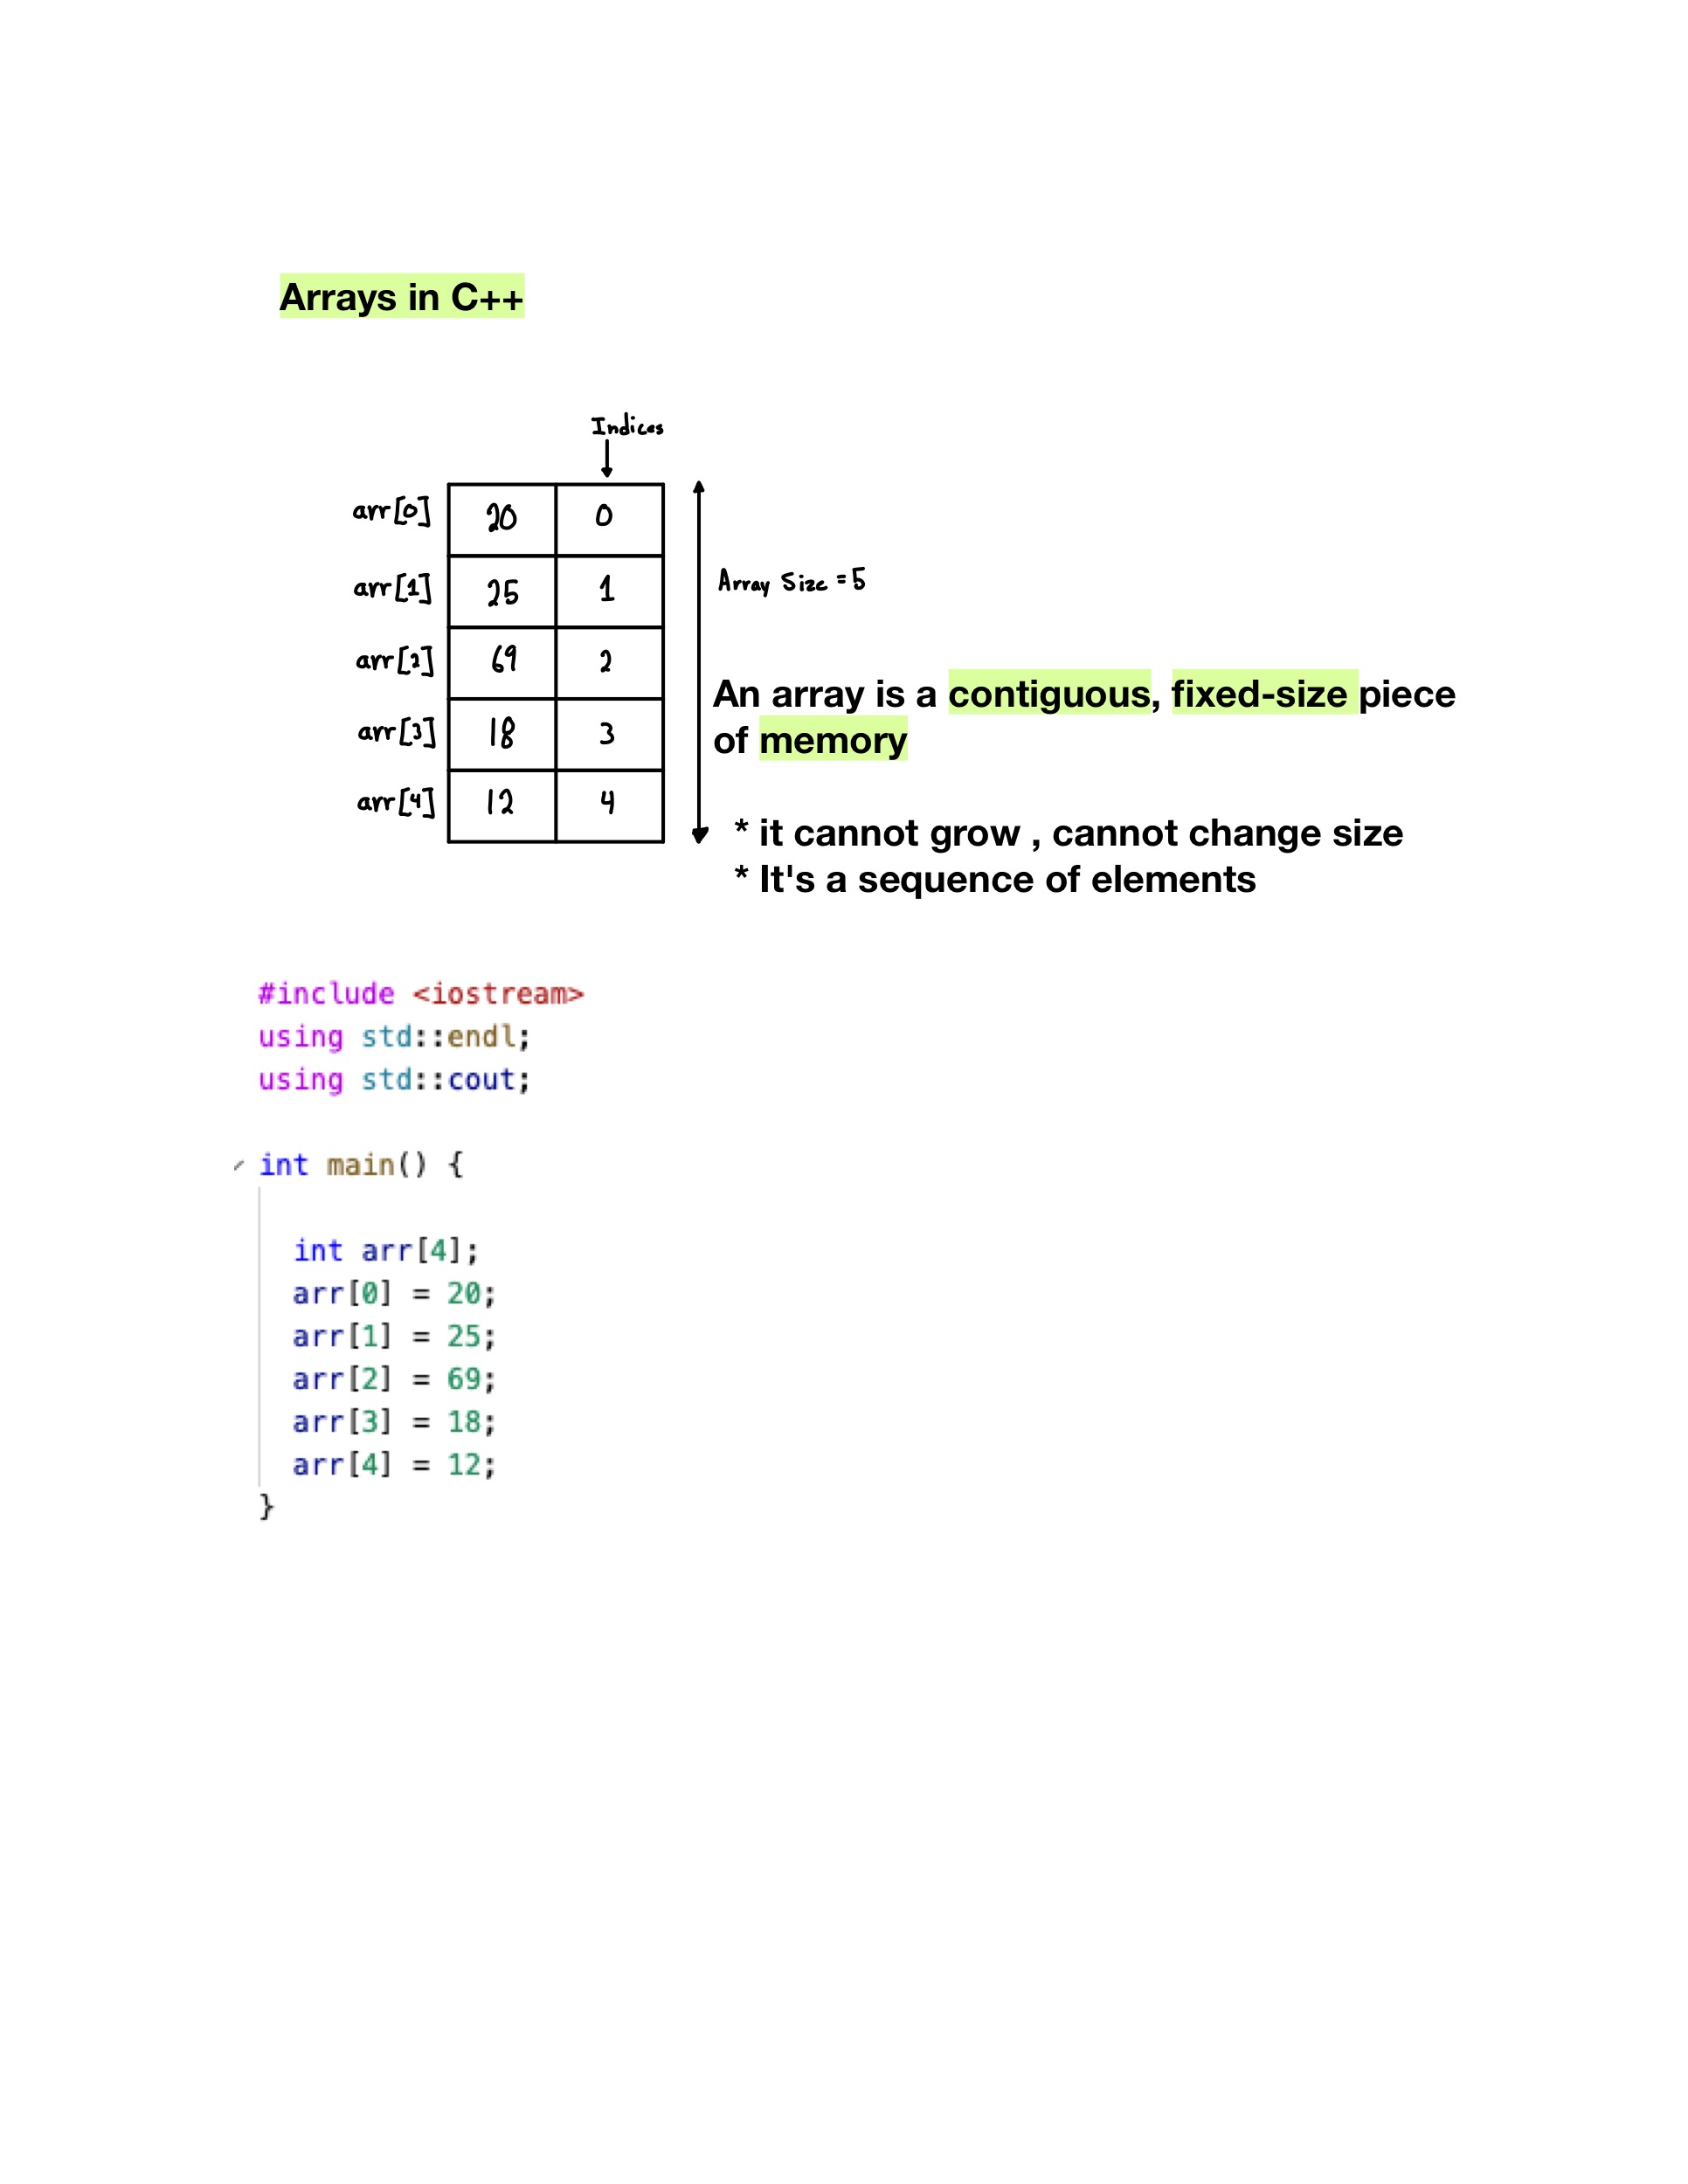 Arrays in C++
Indices
arr[0] 20 0
arr[1] 25 1
Array Size = 5
arr[2] 69 2
arr[3] 18 3
arr[4] 12 4
An array is a contiguous, fixed-size piece
of memory
* it cannot grow , cannot change size
* It's a sequence of elements
#include <iostream>
using std::endl;
using std::cout;
int main() {
int arr[4];
arr[0] = 20;
arr[1] = 25;
arr[2] = 69;
arr[3] = 18;
arr[4] = 12;
}